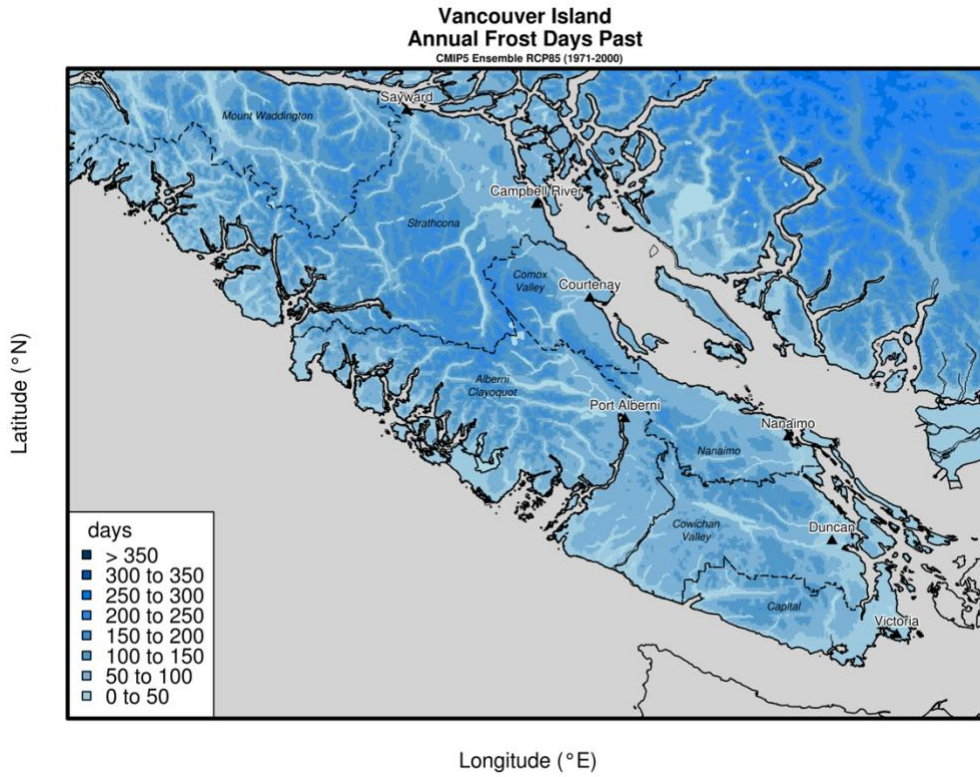 Vancouver Island
Annual Frost Days Past
CMIP5 Ensemble RCP85 (1971-2000)
Sayward
Mount Waddington
Campbell River
Strathcona
Comox
Valley
Courtenay
Alberni
Clayoquot
Port Alberni
Nanaimo
Nanaimo
Cowichan
Valley
Duncan
Capital
Victoria
Latitude (°N)
days
> 350
300 to 350
250 to 300
200 to 250
150 to 200
100 to 150
50 to 100
0 to 50
Longitude (°E)